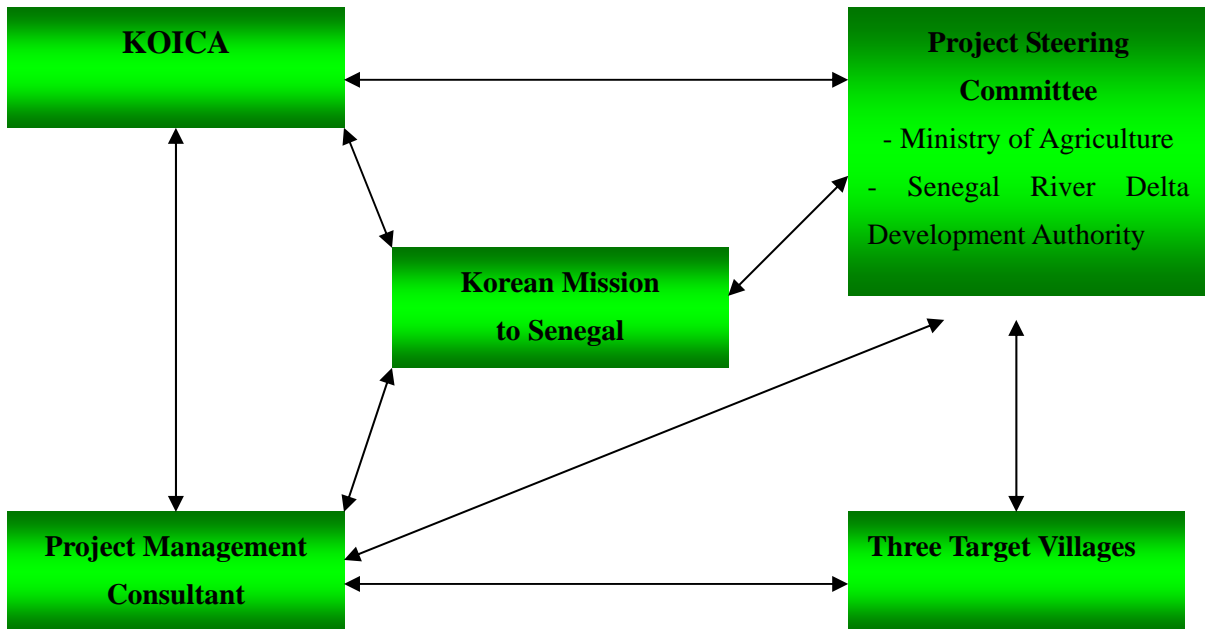 KOICA
Project Steering
Committee
- Ministry of Agriculture
- Senegal River Delta
Development Authority
Korean Mission
to Senegal
Project Management
Consultant
Three Target Villages